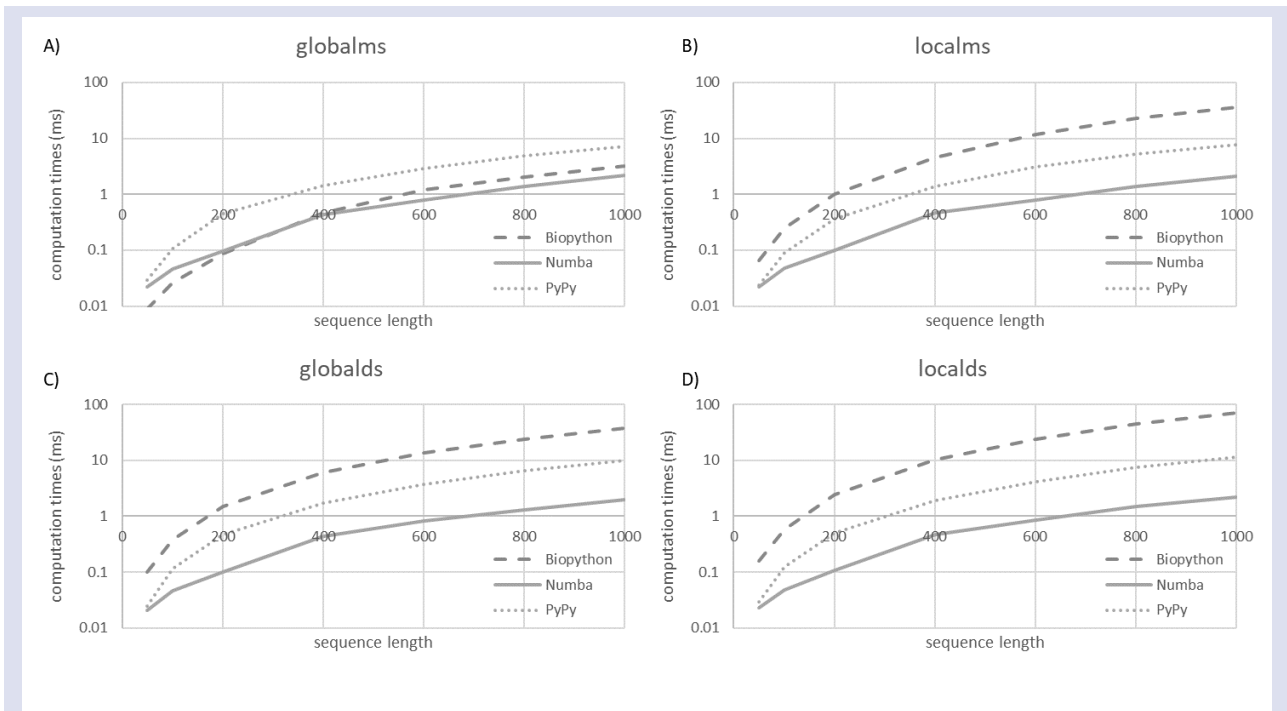 A)
globalms
computation times (ms)
100
10
1
0.1
0.01
0 200 400 600 800 1000
Biopython
Numba
PyPy
sequence length
B)
localms
computation times (ms)
100
10
1
0.1
0.01
0 200 400 600 800 1000
Biopython
Numba
PyPy
sequence length
C)
globalds
computation times (ms)
100
10
1
0.1
0.01
0 200 400 600 800 1000
Biopython
Numba
PyPy
sequence length
D)
localds
computation times (ms)
100
10
1
0.1
0.01
0 200 400 600 800 1000
Biopython
Numba
PyPy
sequence length